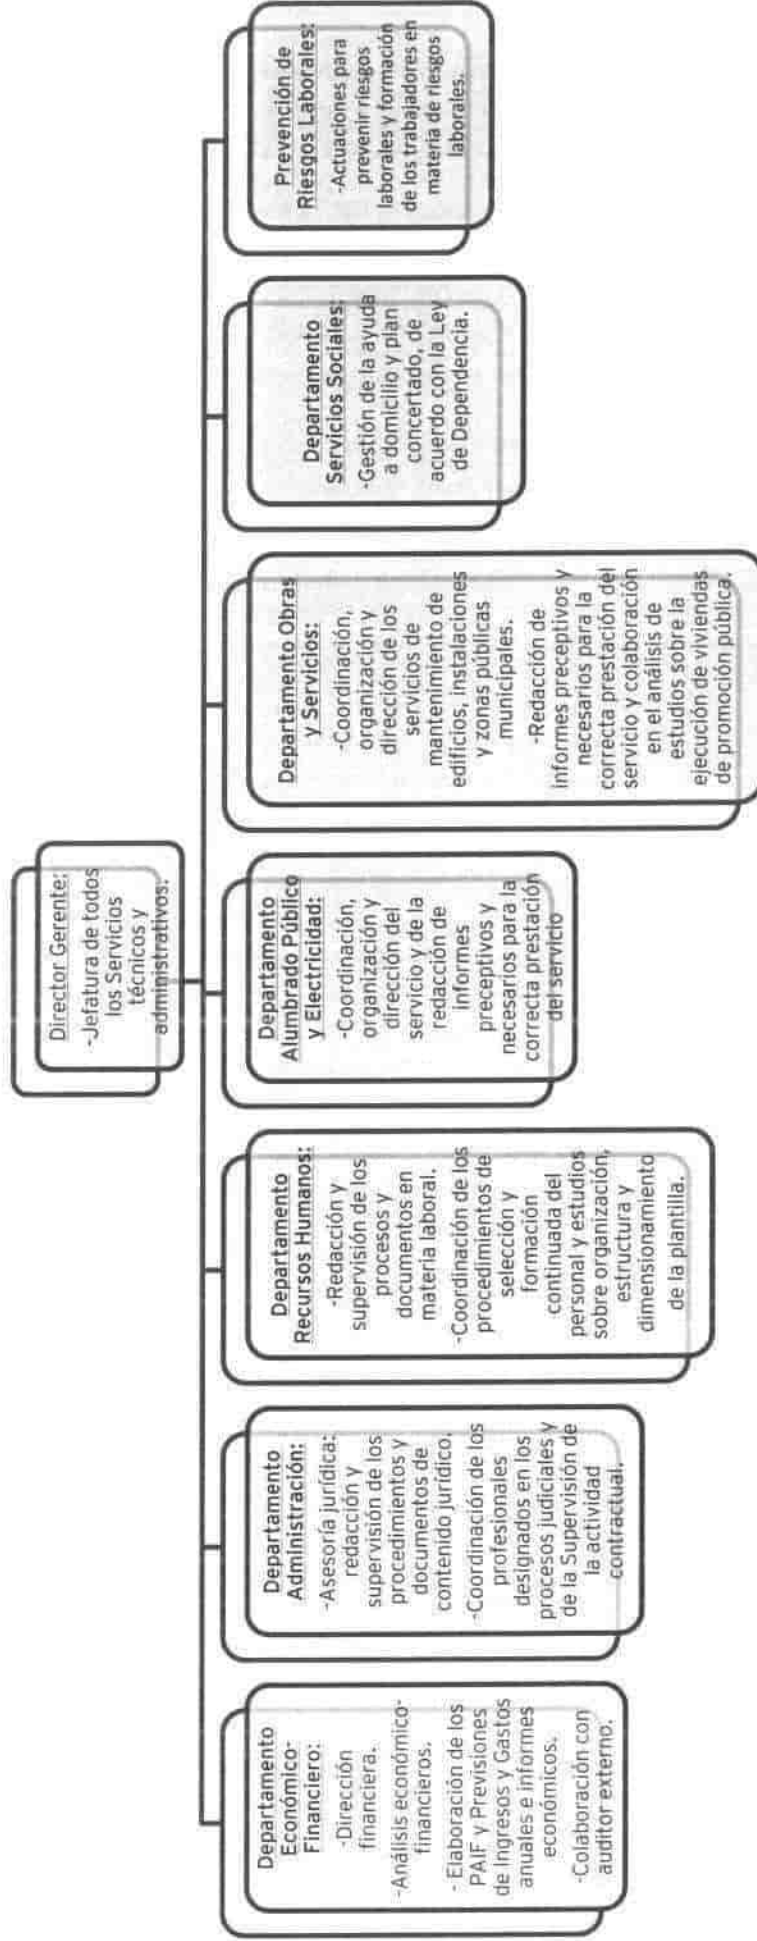 Director Gerente:
-Jefatura de todos
los Servicios
técnicos y
administrativos:
Departamento
Económico-
Financiero:
-Dirección
financiera.
-Análisis económico-
financieros.
- Elaboración de los
PAIF y Previsiones
de Ingresos y Gastos
anuales e informes
económicos.
-Colaboración con
auditor externo.
Departamento
Administración:
-Asesoría jurídica:
redacción y
supervisión de los
procedimientos y
documentos de
contenido jurídico.
-Coordinación de los
profesionales
designados en los
procesos judiciales y
de la Supervisión de
la actividad
contractual.
Departamento
Recursos Humanos:
-Redacción y
supervisión de los
procesos y
documentos en
materia laboral.
-Coordinación de los
procedimientos de
selección y
formación
continuada del
personal y estudios
sobre organización,
estructura y
dimensionamiento
de la plantilla.
Departamento
Alumbrado Público
y Electricidad:
-Coordinación,
organización y
dirección del
servicio y de la
redacción de
informes
preceptivos y
necesarios para la
correcta prestación
del servicio
Departamento Obras
y Servicios:
-Coordinación,
organización y
dirección de los
servicios de
mantenimiento de
edificios, instalaciones
y zonas públicas
municipales.
-Redacción de
informes preceptivos y
necesarios para la
correcta prestación del
servicio y colaboración
en el análisis de
estudios sobre la
ejecución de viviendas
de promoción pública.
Departamento
Servicios Sociales:
-Gestión de la ayuda
a domicilio y plan
concertado, de
acuerdo con la Ley
de Dependencia.
Prevención de
Riesgos Laborales:
-Actuaciones para
prevenir riesgos
laborales y formación
de los trabajadores en
materia de riesgos
laborales.